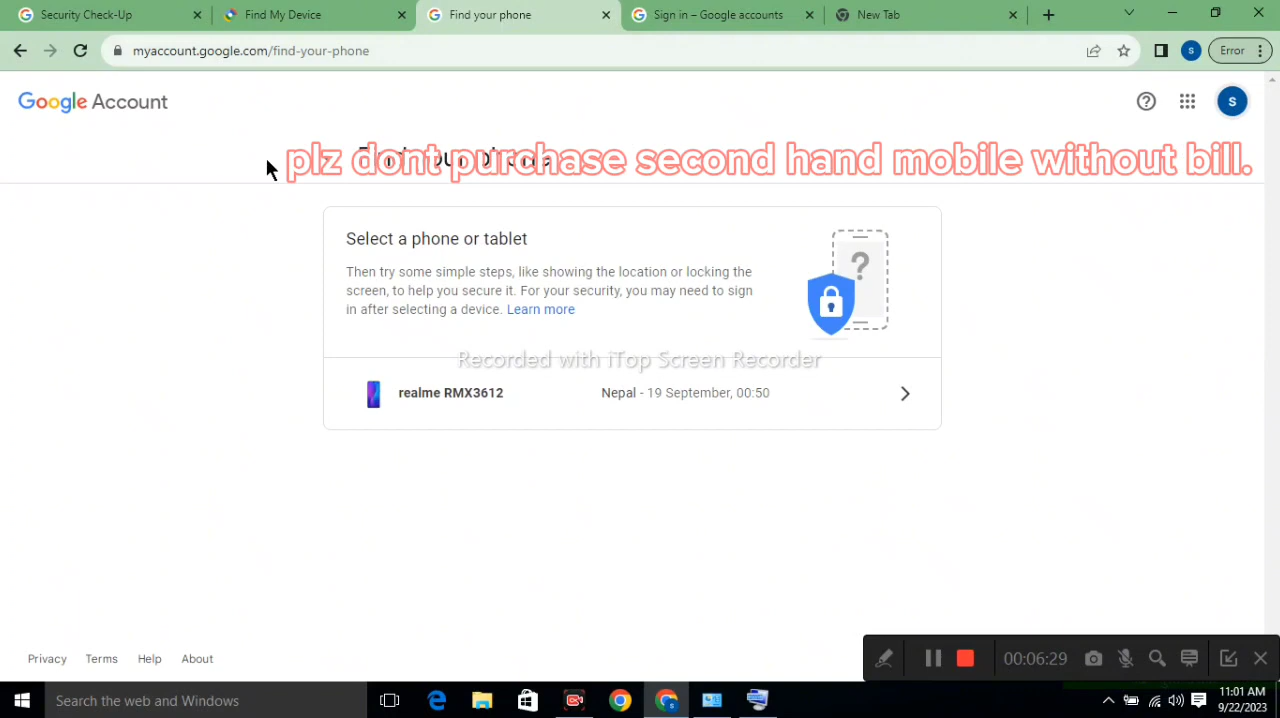 Security Check-Up
Find My Device
Find your phone
Sign in – Google accounts
New Tab
myaccount.google.com/find-your-phone
s
Error
Google Account
s
plz dont purchase second hand mobile without bill.
Select a phone or tablet
Then try some simple steps, like showing the location or locking the
screen, to help you secure it. For your security, you may need to sign
in after selecting a device. Learn more
Recorded with iTop Screen Recorder
realme RMX3612
Nepal - 19 September, 00:50
Privacy
Terms
Help
About
00:06:29
Search the web and Windows
11:01 AM
9/22/2023